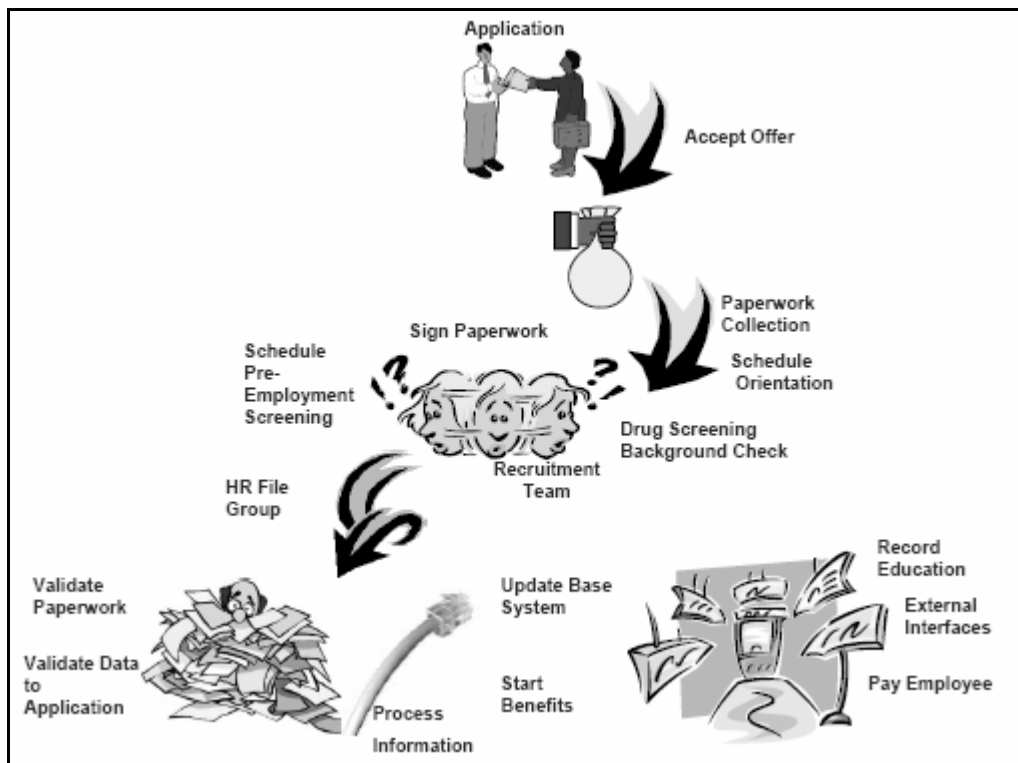 Application
Accept Offer
Paperwork
Collection
Schedule
Orientation
Sign Paperwork
Schedule
Pre-
Employment
Screening
Drug Screening
Background Check
Recruitment
Team
HR File
Group
Validate
Paperwork
Validate Data
to
Application
Process
Information
Update Base
System
Start
Benefits
Record
Education
External
Interfaces
Pay Employee